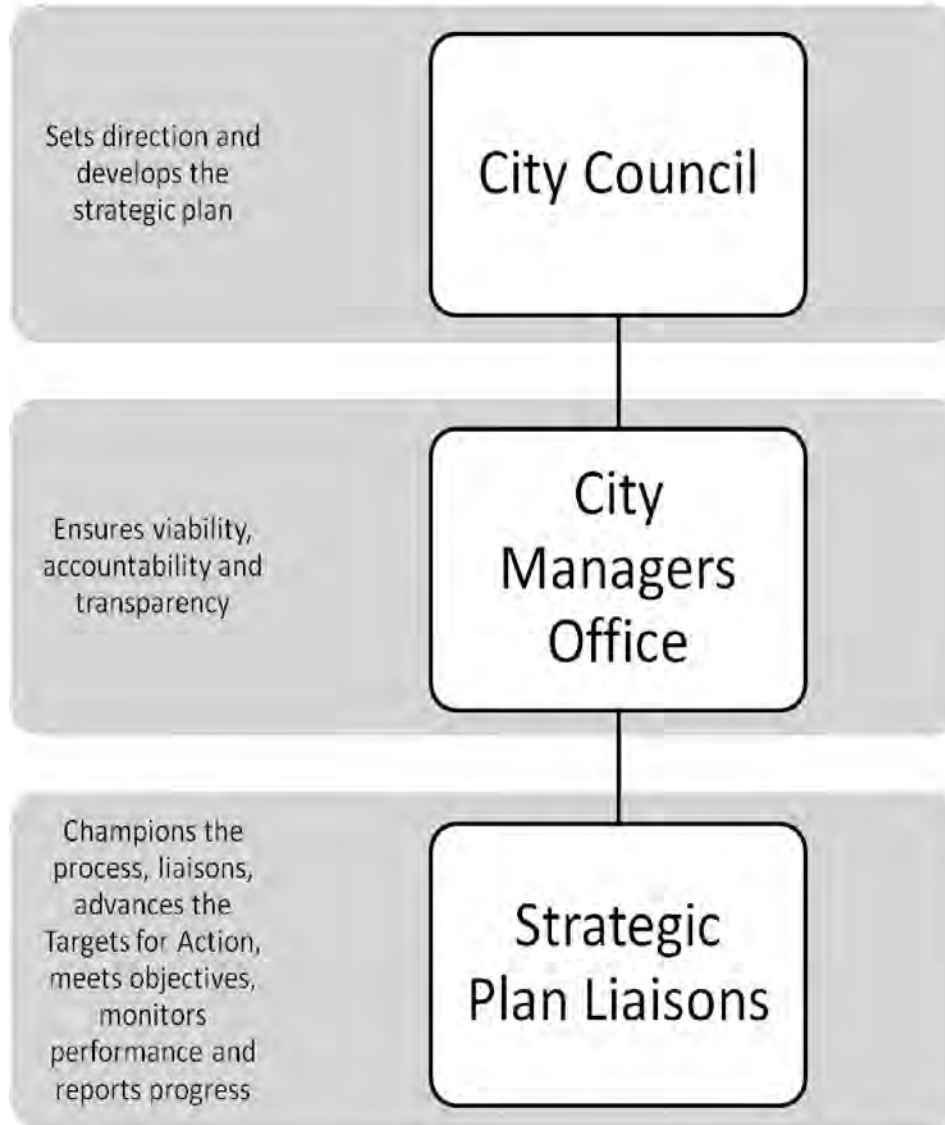 Sets direction and
develops the
strategic plan
City Council
Ensures viability,
accountability and
transparency
City
Managers
Office
Champions the
process, liaisons,
advances the
Targets for Action,
meets objectives,
monitors
performance and
reports progress
Strategic
Plan Liaisons